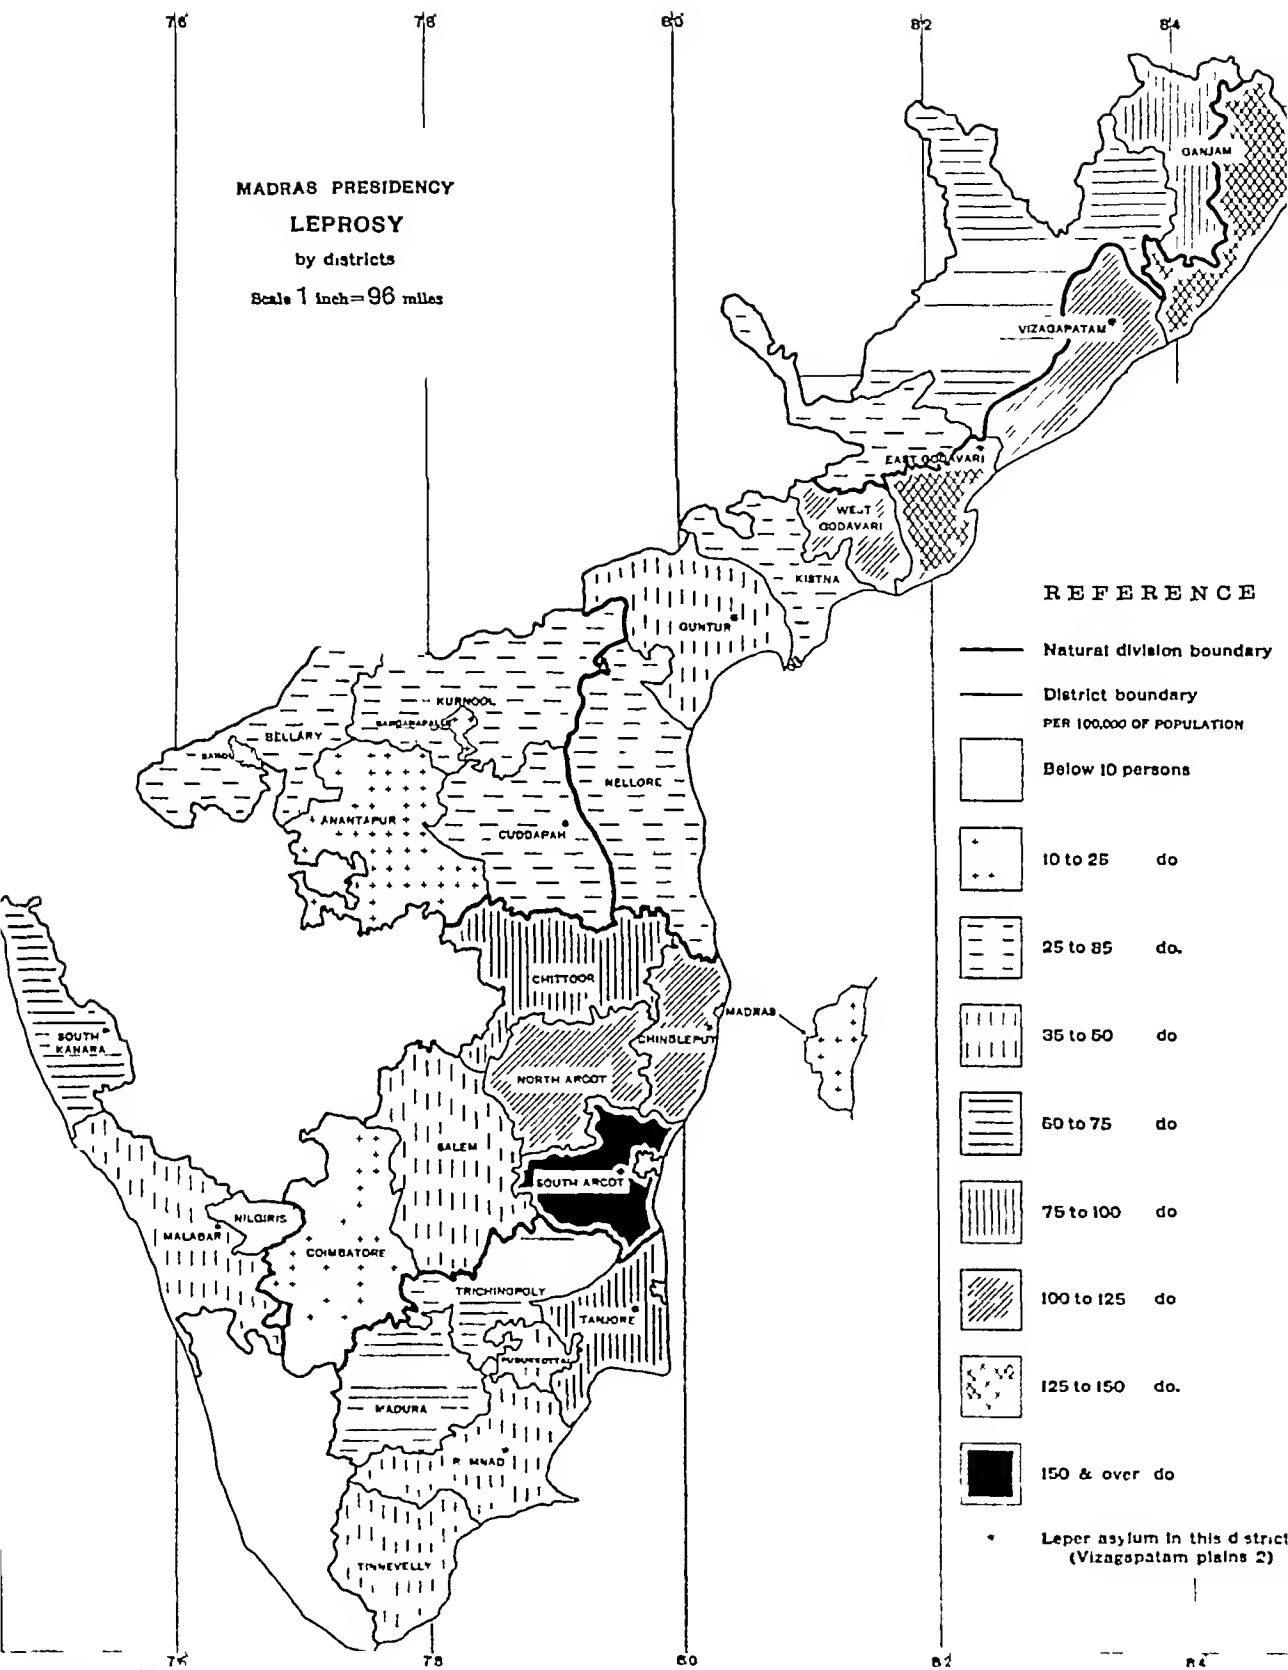 76 78 80 82 84
MADRAS PRESIDENCY
LEPROSY
by districts
Scale 1 inch=96 miles
GANJAM
VIZAGAPATAM*
EAST GODAVARI
WEST
GODAVARI
KISTNA
GUNTUR*
KURNOOL
BELLARY
NELLORE
ANANTAPUR
CUDDAPAH*
CHITTOOR
MADRAS
CHINGLEPUT
SOUTH
KANARA
NORTH ARCOT
SALEM
SOUTH ARCOT
NILGIRIS
MALABAR
COIMBATORE
TRICHINOPOLY
TANJORE
MADURA
TINNEVELLY
REFERENCE
Natural division boundary
District boundary
PER 100,000 OF POPULATION
Below 10 persons
10 to 25 do
25 to 35 do.
35 to 50 do
50 to 75 do
75 to 100 do
100 to 125 do
125 to 150 do.
150 & over do
* Leper asylum in this district
(Vizagapatam plains 2)
76 78 80 82 84